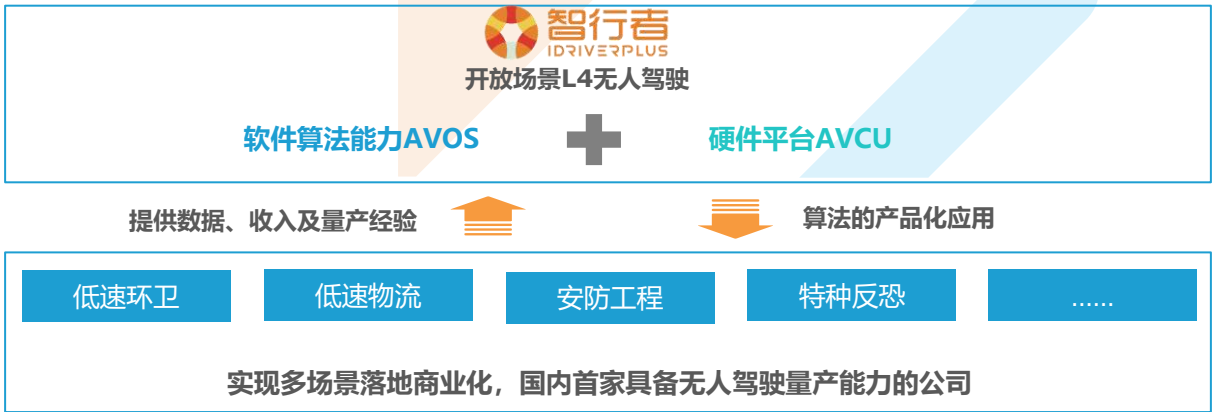 智行者
IDRIVERPLUS
开放场景L4无人驾驶
软件算法能力AVOS
硬件平台AVCU
提供数据、收入及量产经验
算法的产品化应用
低速环卫
低速物流
安防工程
特种反恐
……
实现多场景落地商业化，国内首家具备无人驾驶量产能力的公司